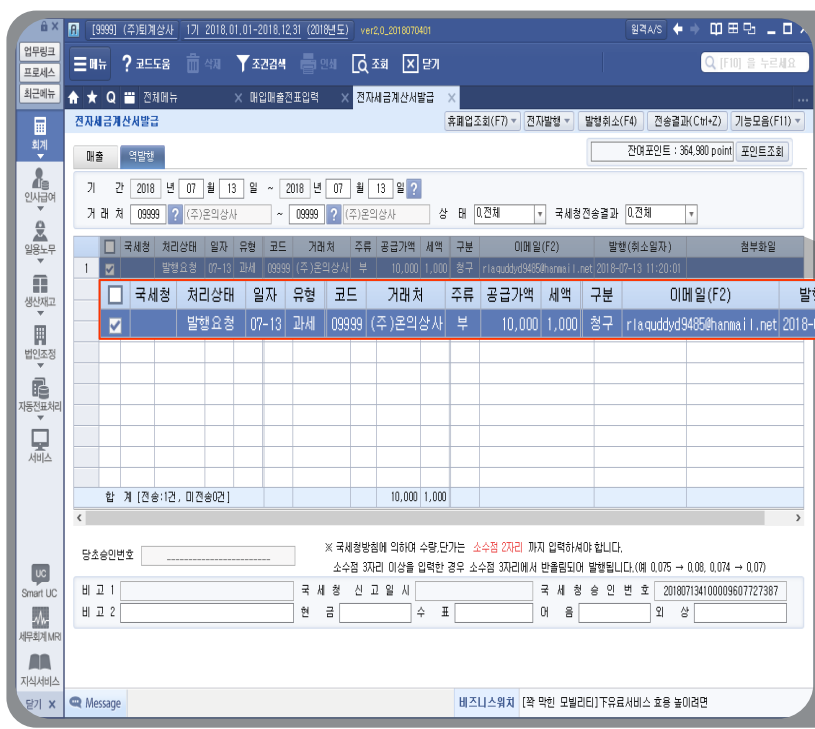 [9999] (주)퇴계상사 1기 2018.01.01~2018.12.31 (2018년도) ver2.0_2018070401 원격A/S
업무링크
프로세스
최근메뉴
메뉴 ? 코드도움 삭제 조건검색 인쇄 조회 닫기 [F10] 을 누르세요
전체메뉴 × 매입매출전표입력 × 전자세금계산서발급 ×
전자세금계산서발급 휴폐업조회(F7) 전자발행 발행취소(F4) 전송결과(Ctrl+Z) 기능모음(F11)
매출 역발행 잔여포인트 : 364,980 point 포인트조회
기 간 2018 년 07 월 13 일 ~ 2018 년 07 월 13 일 ?
거 래 처 09999 ? (주)온의상사 ~ 09999 ? (주)온의상사 상 태 0.전체 국세청전송결과 0.전체
국세청 처리상태 일자 유형 코드 거래처 주류 공급가액 세액 구분 이메일(F2) 발행(취소일자) 첨부화일
1 발행요청 07-13 과세 09999 (주)온의상사 부 10,000 1,000 청구 rlaquddyd9485@hanmail.net 2018-07-13 11:20:01
국세청 처리상태 일자 유형 코드 거래처 주류 공급가액 세액 구분 이메일(F2) 발행
발행요청 07-13 과세 09999 (주)온의상사 부 10,000 1,000 청구 rlaquddyd9485@hanmail.net 2018-
합 계 [전송:1건, 미전송0건] 10,000 1,000
당초승인번호 ※ 국세청방침에 의하여 수량,단가는 소수점 2자리 까지 입력하셔야 합니다.
소수점 3자리 이상을 입력한 경우 소수점 3자리에서 반올림되어 발행됩니다.(예 0.075 → 0.08, 0.074 → 0.07)
비 고 1 국 세 청 신 고 일 시 국 세 청 승 인 번 호 2018071341000009607727387
비 고 2 현 금 수 표 어 음 외 상
회계
인사급여
일용노무
생산재고
법인조정
자동전표처리
서비스
UC
Smart UC
세무회계 MRI
지식서비스
닫기 ×
Message 비즈니스워치 [꽉 막힌 모빌리티]下유료서비스 효용 높이려면